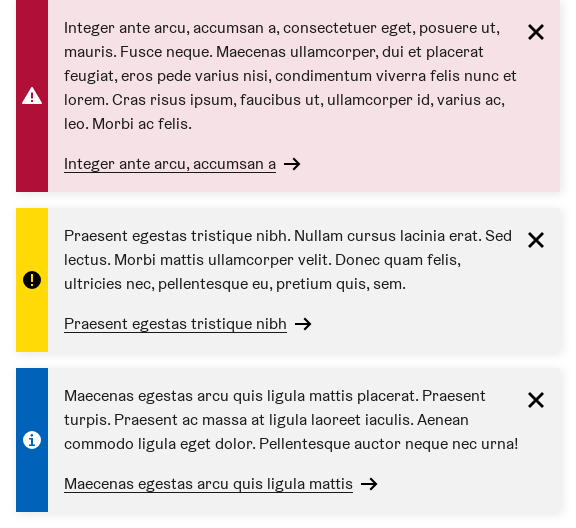 Integer ante arcu, accumsan a, consectetuer eget, posuere ut,
mauris. Fusce neque. Maecenas ullamcorper, dui et placerat
feugiat, eros pede varius nisi, condimentum viverra felis nunc et
lorem. Cras risus ipsum, faucibus ut, ullamcorper id, varius ac,
leo. Morbi ac felis.
Integer ante arcu, accumsan a
Praesent egestas tristique nibh. Nullam cursus lacinia erat. Sed
lectus. Morbi mattis ullamcorper velit. Donec quam felis,
ultricies nec, pellentesque eu, pretium quis, sem.
Praesent egestas tristique nibh
Maecenas egestas arcu quis ligula mattis placerat. Praesent
turpis. Praesent ac massa at ligula laoreet iaculis. Aenean
commodo ligula eget dolor. Pellentesque auctor neque nec urna!
Maecenas egestas arcu quis ligula mattis